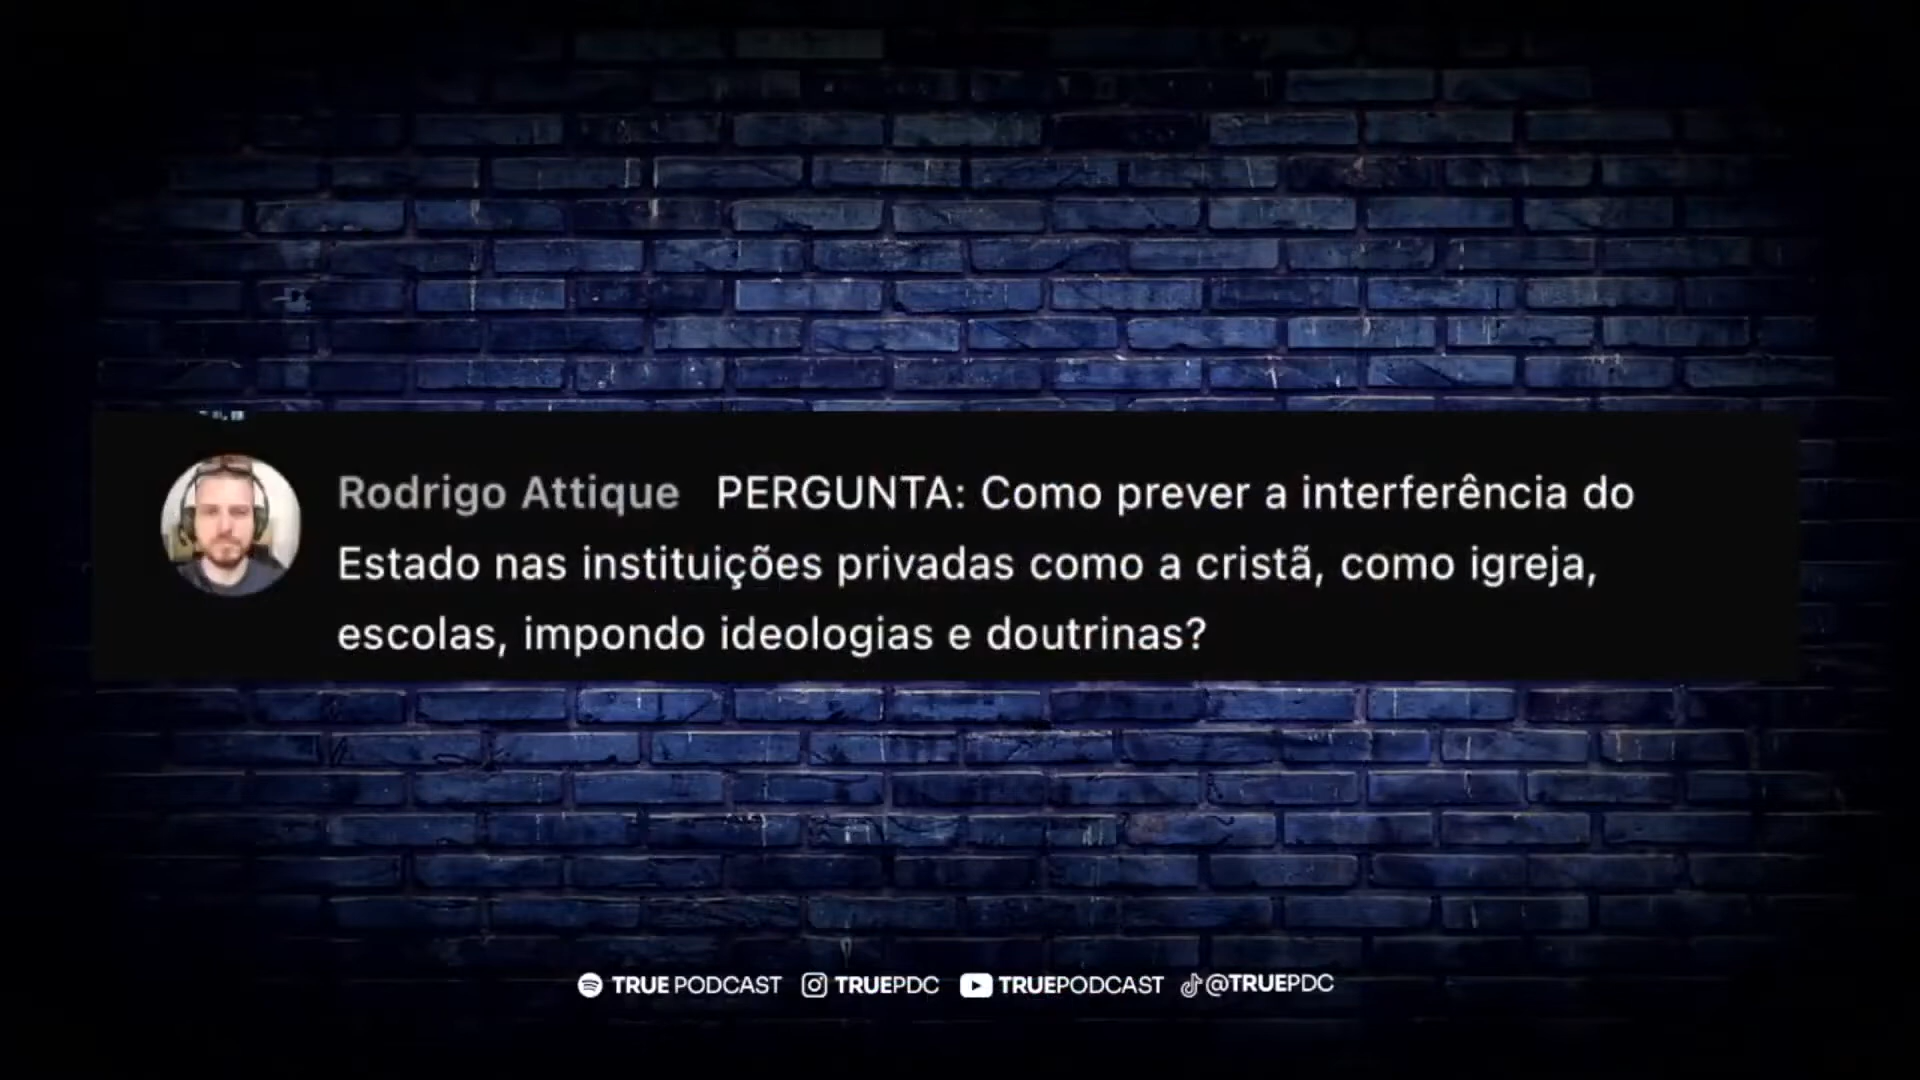 Rodrigo Attique PERGUNTA: Como prever a interferência do
Estado nas instituições privadas como a cristã, como igreja,
escolas, impondo ideologias e doutrinas?
TRUE PODCAST TRUEPDC TRUEPODCAST @TRUEPDC